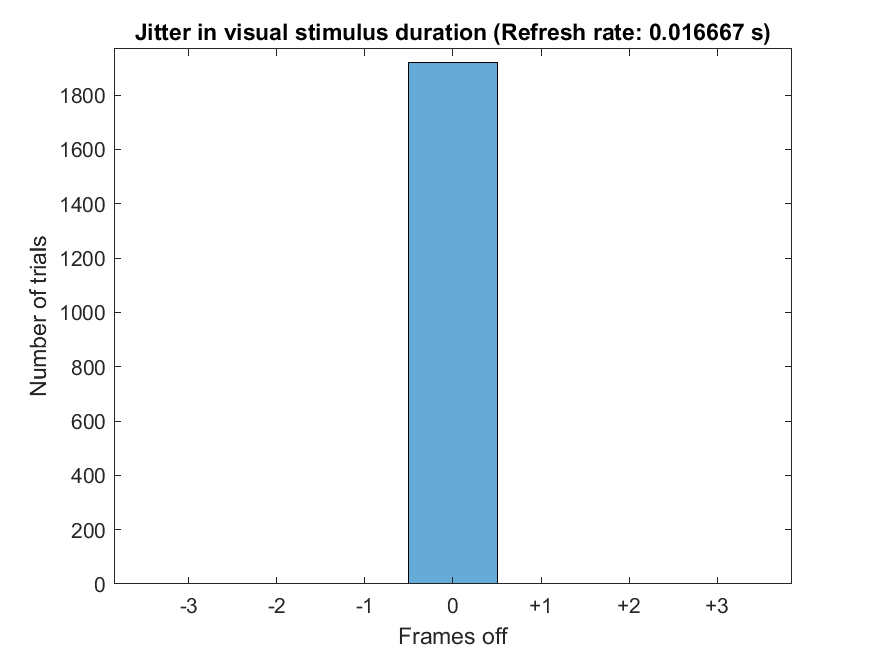 Jitter in visual stimulus duration (Refresh rate: 0.016667 s)
Number of trials
1800
1600
1400
1200
1000
800
600
400
200
0
-3 -2 -1 0 +1 +2 +3
Frames off